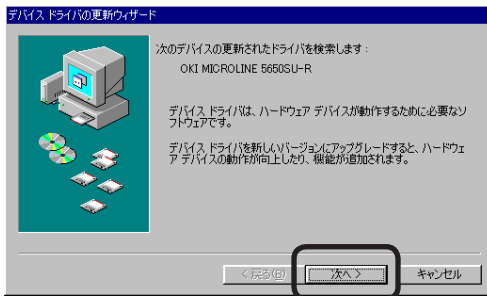 デバイス ドライバの更新ウィザード
次のデバイスの更新されたドライバを検索します：
OKI MICROLINE 5650SU-R
デバイス ドライバは、ハードウェア デバイスが動作するために必要なソ
フトウェアです。
デバイス ドライバを新しいバージョンにアップグレードすると、ハードウェ
ア デバイスの動作が向上したり、機能が追加されます。
< 戻る(B)
次へ >
キャンセル